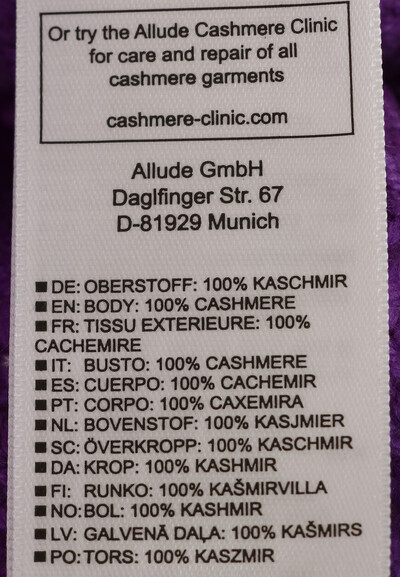 Or try the Allude Cashmere Clinic
for care and repair of all
cashmere garments
cashmere-clinic.com
Allude GmbH
Daglfinger Str. 67
D-81929 Munich
■ DE: OBERSTOFF: 100% KASCHMIR
■ EN: BODY: 100% CASHMERE
■ FR: TISSU EXTERIEURE: 100%
CACHEMIRE
■ IT: BUSTO: 100% CASHMERE
■ ES: CUERPO: 100% CACHEMIR
■ PT: CORPO: 100% CAXEMIRA
■ NL: BOVENSTOF: 100% KASJMIER
■ SC: ÖVERKROPP: 100% KASCHMIR
■ DA: KROP: 100% KASHMIR
■ FI: RUNKO: 100% KAŠMIRVILLA
■ NO: BOL: 100% KASHMIR
■ LV: GALVENĀ DAĻA: 100% KAŠMIRS
■ PO: TORS: 100% KASZMIR